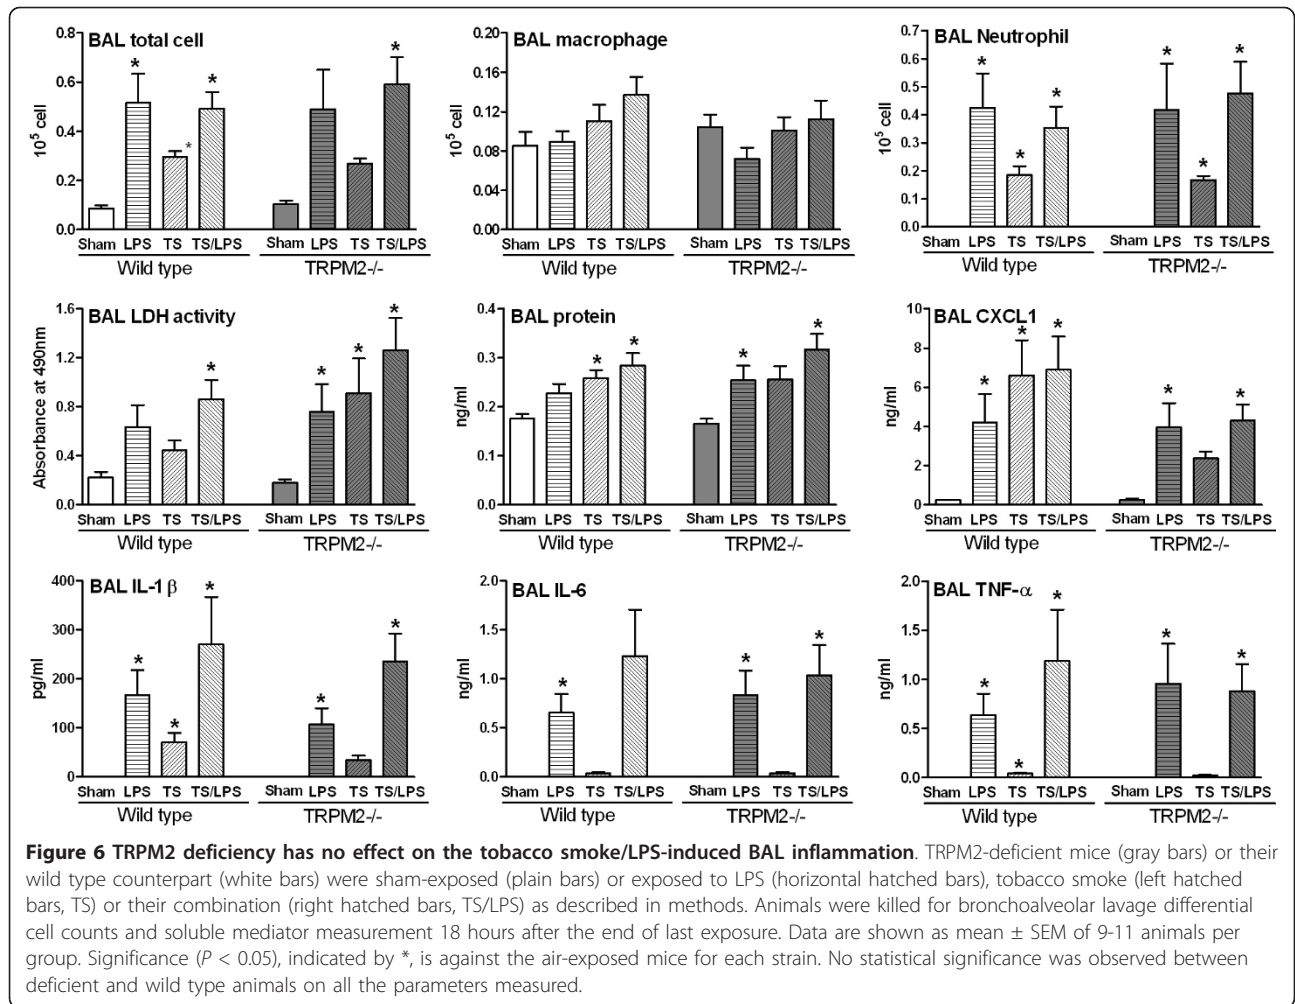 BAL total cell
10⁵ cell
0.8
0.6
0.4
0.2
0.0
*
*
*
*
Sham LPS TS TS/LPS Sham LPS TS TS/LPS
Wild type TRPM2-/-
BAL macrophage
10⁵ cell
0.20
0.16
0.12
0.08
0.04
0.00
Sham LPS TS TS/LPS Sham LPS TS TS/LPS
Wild type TRPM2-/-
BAL Neutrophil
10⁵ cell
0.7
0.6
0.5
0.4
0.3
0.2
0.1
0.0
*
*
*
*
*
*
Sham LPS TS TS/LPS Sham LPS TS TS/LPS
Wild type TRPM2-/-
BAL LDH activity
Absorbance at 490nm
1.6
1.2
0.8
0.4
0.0
*
*
*
*
Sham LPS TS TS/LPS Sham LPS TS TS/LPS
Wild type TRPM2-/-
BAL protein
ng/ml
0.4
0.3
0.2
0.1
0.0
*
*
*
*
Sham LPS TS TS/LPS Sham LPS TS TS/LPS
Wild type TRPM2-/-
BAL CXCL1
ng/ml
10
8
6
4
2
0
*
*
*
*
*
Sham LPS TS TS/LPS Sham LPS TS TS/LPS
Wild type TRPM2-/-
BAL IL-1 β
pg/ml
400
300
200
100
0
*
*
*
*
*
Sham LPS TS TS/LPS Sham LPS TS TS/LPS
Wild type TRPM2-/-
BAL IL-6
ng/ml
2.0
1.5
1.0
0.5
0.0
*
*
*
Sham LPS TS TS/LPS Sham LPS TS TS/LPS
Wild type TRPM2-/-
BAL TNF-α
ng/ml
2.0
1.5
1.0
0.5
0.0
*
*
*
*
*
Sham LPS TS TS/LPS Sham LPS TS TS/LPS
Wild type TRPM2-/-
Figure 6 TRPM2 deficiency has no effect on the tobacco smoke/LPS-induced BAL inflammation. TRPM2-deficient mice (gray bars) or their
wild type counterpart (white bars) were sham-exposed (plain bars) or exposed to LPS (horizontal hatched bars), tobacco smoke (left hatched
bars, TS) or their combination (right hatched bars, TS/LPS) as described in methods. Animals were killed for bronchoalveolar lavage differential
cell counts and soluble mediator measurement 18 hours after the end of last exposure. Data are shown as mean ± SEM of 9-11 animals per
group. Significance (P < 0.05), indicated by *, is against the air-exposed mice for each strain. No statistical significance was observed between
deficient and wild type animals on all the parameters measured.